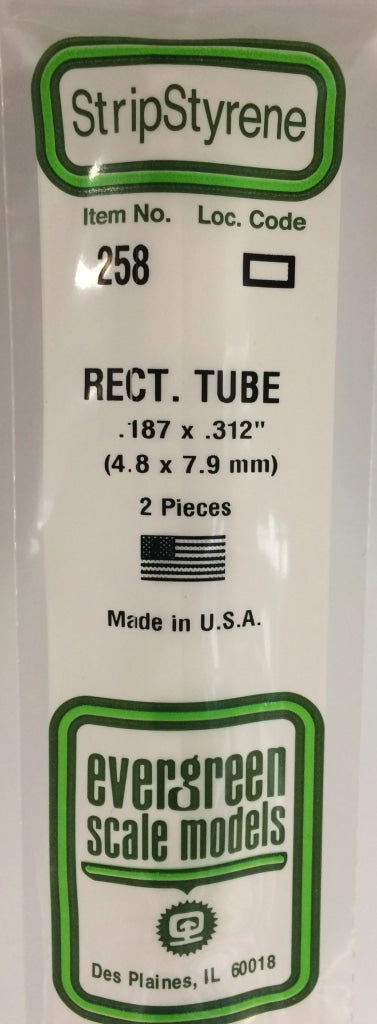 StripStyrene
Item No. Loc. Code
258
RECT. TUBE
.187 x .312"
(4.8 x 7.9 mm)
2 Pieces
Made in U.S.A.
evergreen
scale models
Des Plaines, IL 60018